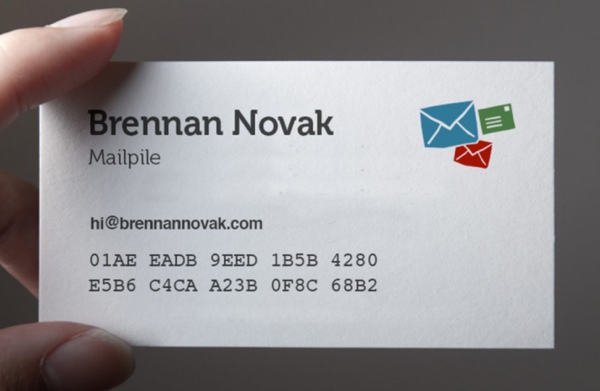 Brennan Novak
Mailpile
hi@brennannovak.com
01AE EADB 9EED 1B5B 4280
E5B6 C4CA A23B 0F8C 68B2